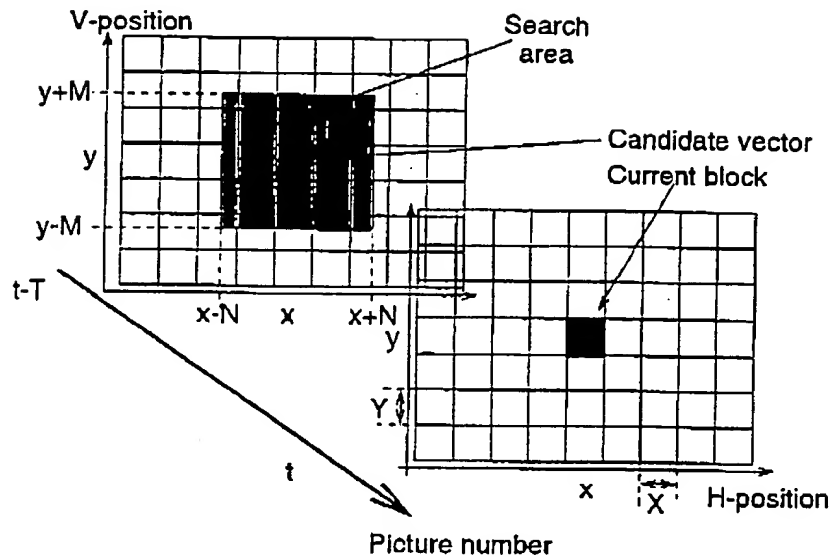 V-position
Search
area
y+M
Candidate vector
y
Current block
y-M
t-T
x-N
x
x+N
y
Y
t
x
X
H-position
Picture number